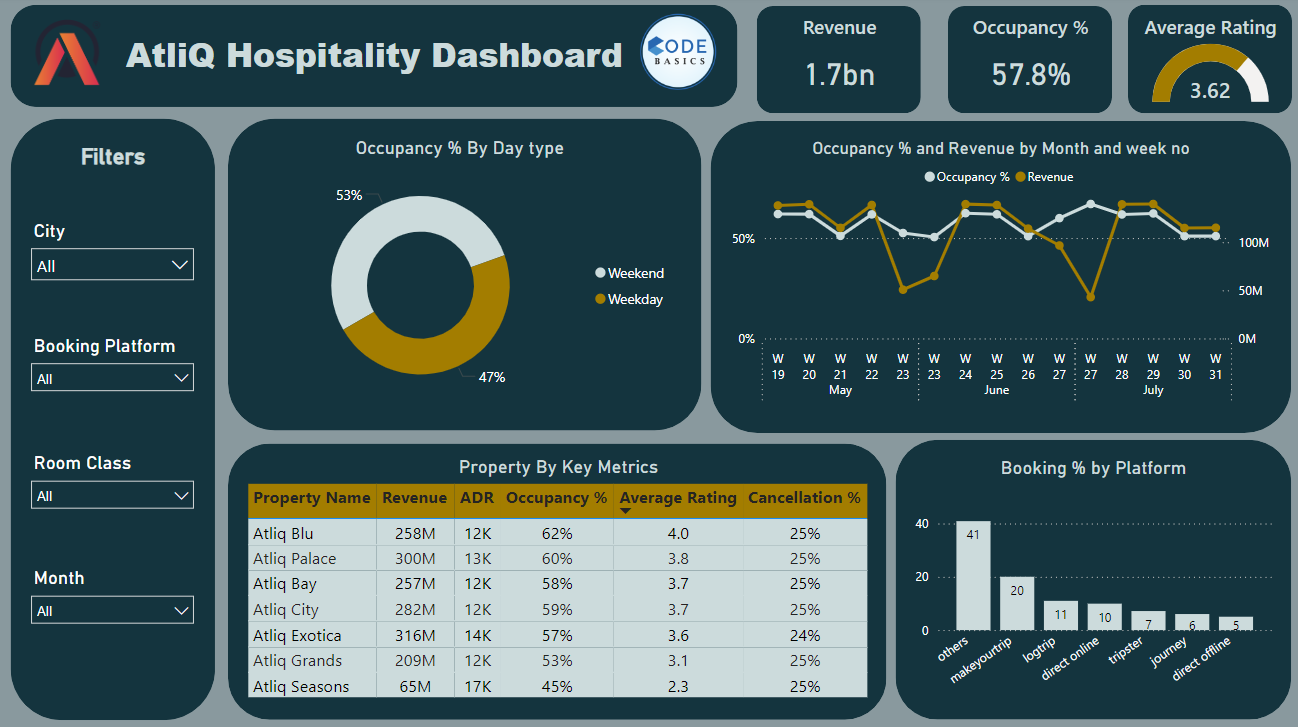 AtliQ Hospitality Dashboard
CODE
BASICS
Revenue
1.7bn
Occupancy %
57.8%
Average Rating
3.62
Filters
City
All
Booking Platform
All
Room Class
All
Month
All
Occupancy % By Day type
53%
47%
Weekend
Weekday
Occupancy % and Revenue by Month and week no
Occupancy % Revenue
50%
0%
100M
50M
0M
W W W W W W W W W W W W W W W
19 20 21 22 23 23 24 25 26 27 27 28 29 30 31
May June July
Property By Key Metrics
Property Name Revenue ADR Occupancy % Average Rating Cancellation %
Atliq Blu 258M 12K 62% 4.0 25%
Atliq Palace 300M 13K 60% 3.8 25%
Atliq Bay 257M 12K 58% 3.7 25%
Atliq City 282M 12K 59% 3.7 25%
Atliq Exotica 316M 14K 57% 3.6 24%
Atliq Grands 209M 12K 53% 3.1 25%
Atliq Seasons 65M 17K 45% 2.3 25%
Booking % by Platform
40
20
0
41 20 11 10 7 6 5
others makeyourtrip logtrip direct online tripster journey direct offline